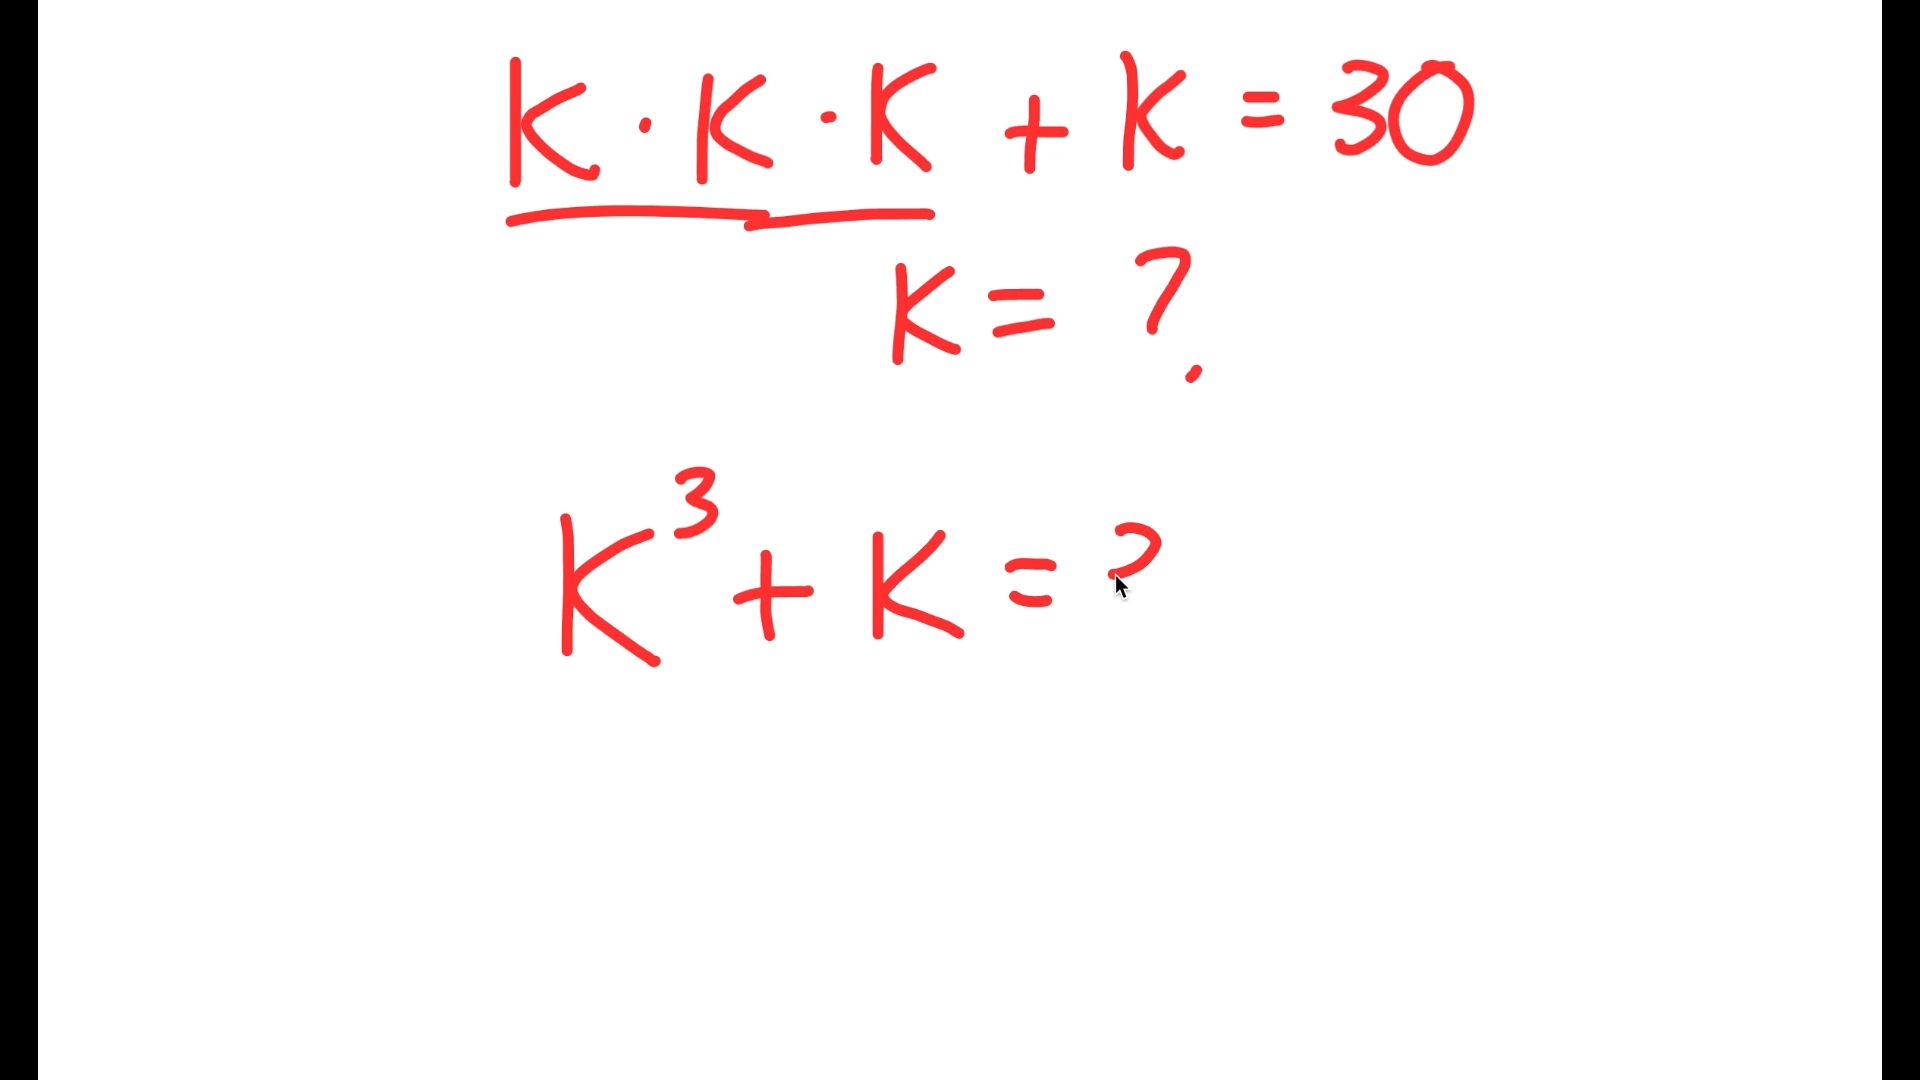 K · K · K + K = 30
K = ?
K³ + K =